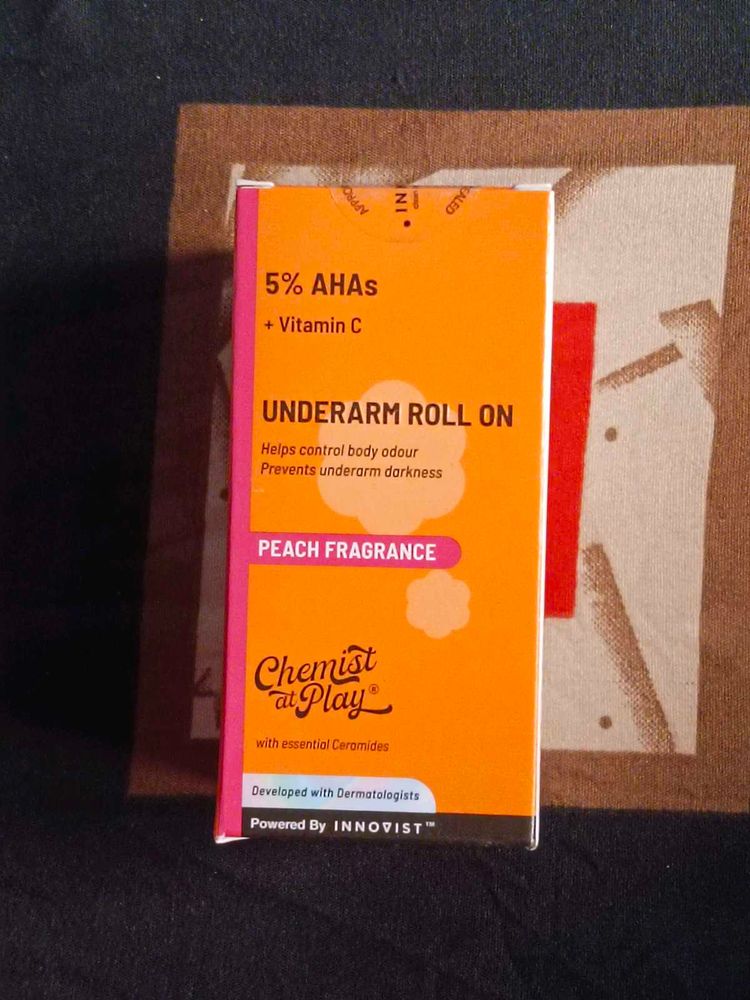 5% AHAs
+ Vitamin C
UNDERARM ROLL ON
Helps control body odour
Prevents underarm darkness
PEACH FRAGRANCE
Chemist
at Play®
with essential Ceramides
Developed with Dermatologists
Powered By INNOVIST™